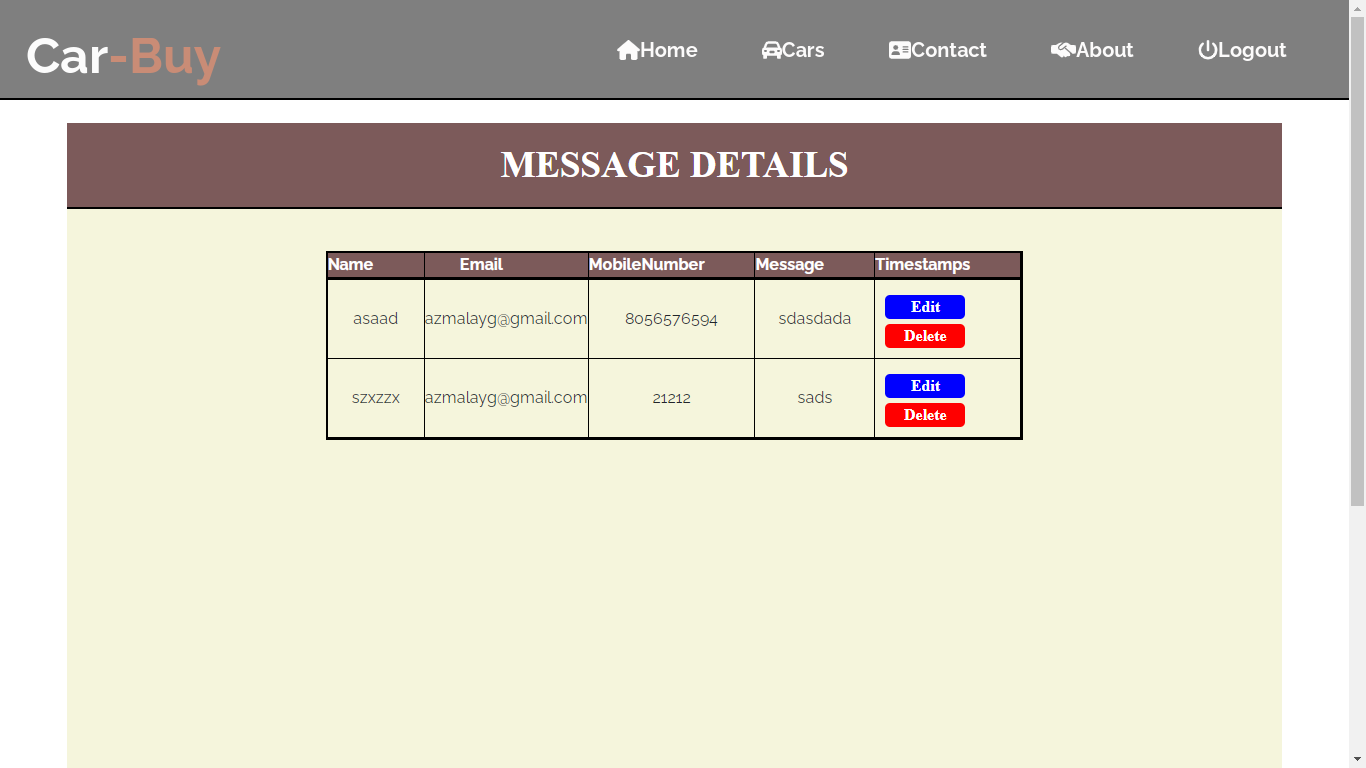 Car-Buy
Home Cars Contact About Logout
MESSAGE DETAILS
Name Email MobileNumber Message Timestamps
asaad azmalayg@gmail.com 8056576594 sdasdada Edit
Delete
szxzzx azmalayg@gmail.com 21212 sads Edit
Delete